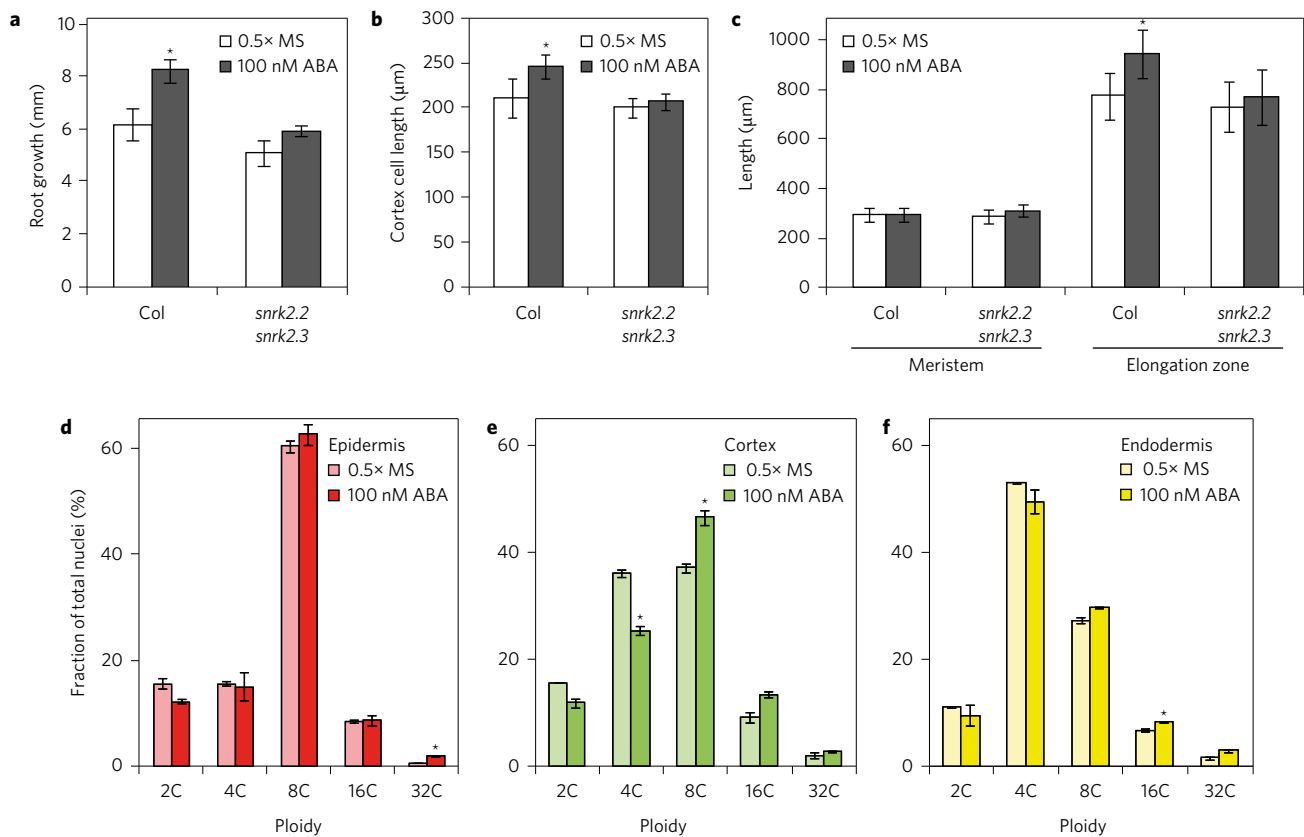 a
Root growth (mm)
10
8
6
4
2
0
0.5× MS
100 nM ABA
*
Col
snrk2.2
snrk2.3
b
Cortex cell length (μm)
300
250
200
150
100
50
0
0.5× MS
100 nM ABA
*
Col
snrk2.2
snrk2.3
c
Length (μm)
1000
800
600
400
200
0
0.5× MS
100 nM ABA
*
Col
snrk2.2
snrk2.3
Col
snrk2.2
snrk2.3
Meristem
Elongation zone
d
Fraction of total nuclei (%)
60
40
20
0
Epidermis
0.5× MS
100 nM ABA
*
2C 4C 8C 16C 32C
Ploidy
e
60
40
20
0
Cortex
0.5× MS
100 nM ABA
*
*
2C 4C 8C 16C 32C
Ploidy
f
60
40
20
0
Endodermis
0.5× MS
100 nM ABA
*
2C 4C 8C 16C 32C
Ploidy